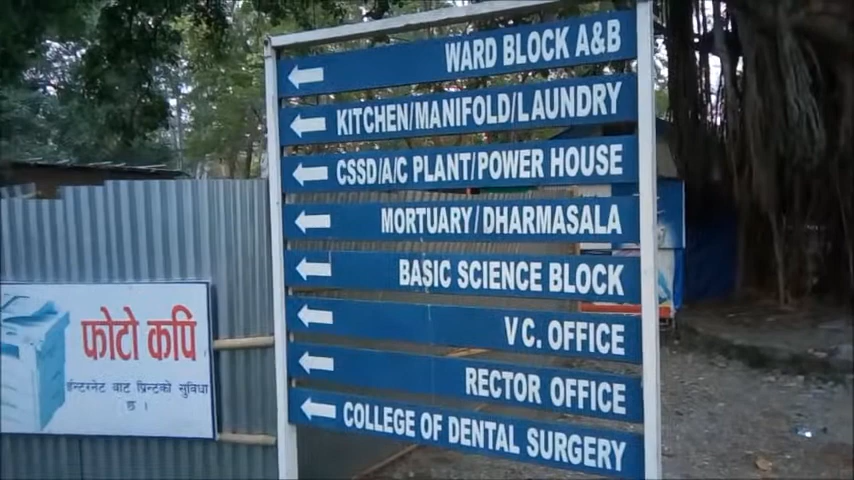 WARD BLOCK A&B
KITCHEN/MANIFOLD/LAUNDRY
CSSD/A/C PLANT/POWER HOUSE
MORTUARY/DHARMASALA
BASIC SCIENCE BLOCK
V.C. OFFICE
RECTOR OFFICE
COLLEGE OF DENTAL SURGERY
फोटो कपि
ईन्टरनेट बाट प्रिन्टको सुविधा
छ ।